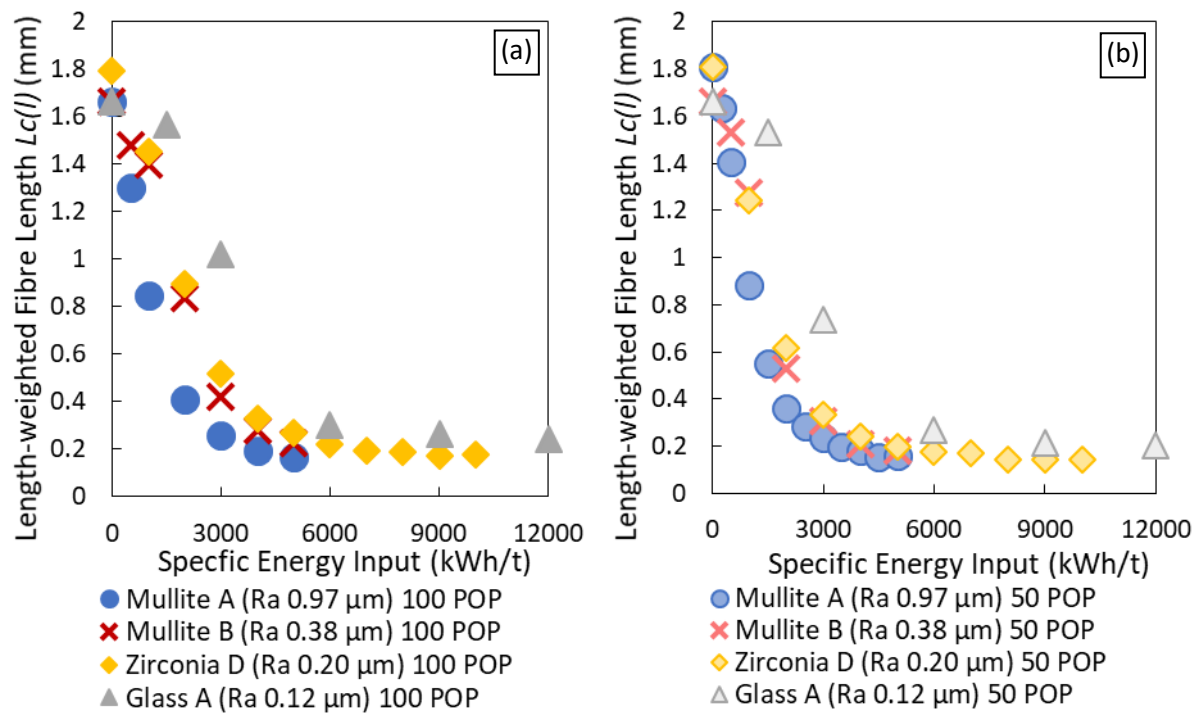 (a)
Length-weighted Fibre Length Lc(l) (mm)
2
1.8
1.6
1.4
1.2
1
0.8
0.6
0.4
0.2
0
0 3000 6000 9000 12000
Specfic Energy Input (kWh/t)
Mullite A (Ra 0.97 µm) 100 POP
Mullite B (Ra 0.38 µm) 100 POP
Zirconia D (Ra 0.20 µm) 100 POP
Glass A (Ra 0.12 µm) 100 POP
(b)
Length-weighted Fibre Length Lc(l) (mm)
2
1.8
1.6
1.4
1.2
1
0.8
0.6
0.4
0.2
0
0 3000 6000 9000 12000
Specific Energy Input (kWh/t)
Mullite A (Ra 0.97 µm) 50 POP
Mullite B (Ra 0.38 µm) 50 POP
Zirconia D (Ra 0.20 µm) 50 POP
Glass A (Ra 0.12 µm) 50 POP